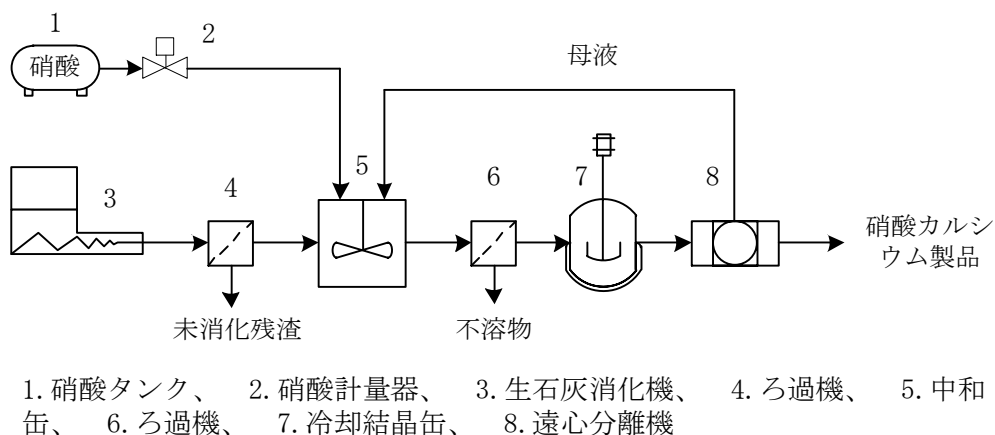 1
2
硝酸
母液
3
4
5
6
7
8
硝酸カルシ
ウム製品
未消化残渣
不溶物
1.硝酸タンク、 2.硝酸計量器、 3.生石灰消化機、 4.ろ過機、 5.中和
缶、 6.ろ過機、 7.冷却結晶缶、 8.遠心分離機